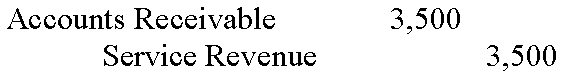 Accounts Receivable 3,500
Service Revenue 3,500